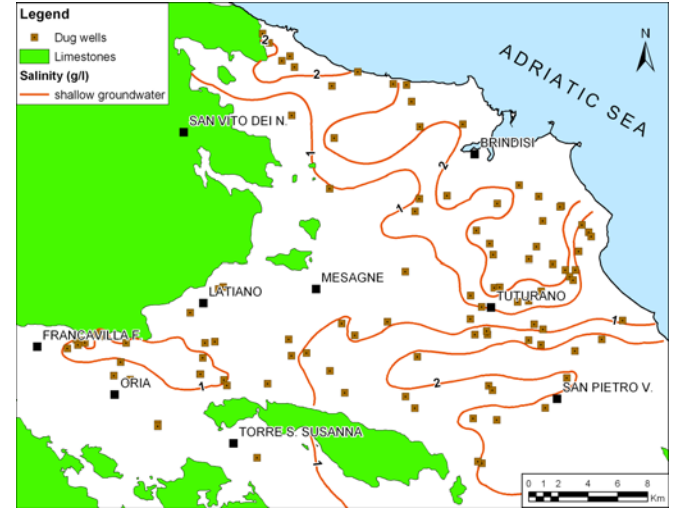 Legend
Dug wells
Limestones
Salinity (g/l)
shallow groundwater
N
ADRIATIC SEA
2
2
SAN VITO DEI N.
1
BRINDISI
2
1
MESAGNE
LATIANO
TUTURANO
1
FRANCAVILLA F.
ORIA
1
2
SAN PIETRO V.
TORRE S. SUSANNA
1
0 1 2 4 6 8
Km